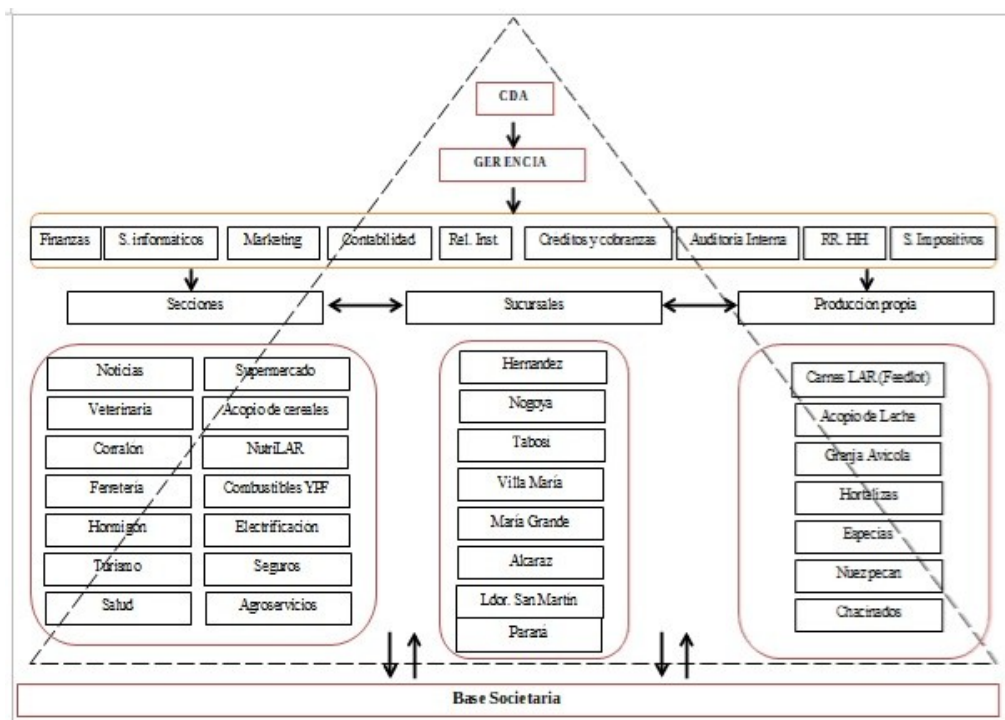 CDA
GERENCIA
Finanzas
S. informaticos
Marketing
Contabilidad
Rel. Inst.
Creditos y cobranzas
Auditoria Interna
RR. HH
S. Impositivos
Secciones
Sucursales
Produccion propia
Noticias
Supermercado
Veterinaria
Acopio de cereales
Corralon
NutriLAR
Ferreteria
Combustibles YPF
Hormigón
Electrificacion
Turismo
Seguros
Salud
Agroservicios
Hernandez
Nogoya
Tabosi
Villa María
María Grande
Alcaraz
Ldor. San Martin
Paraná
Carnes LAR (Feedlot)
Acopio de Leche
Granja Avicola
Hortalizas
Especias
Nuez pecan
Chacinados
Base Societaria